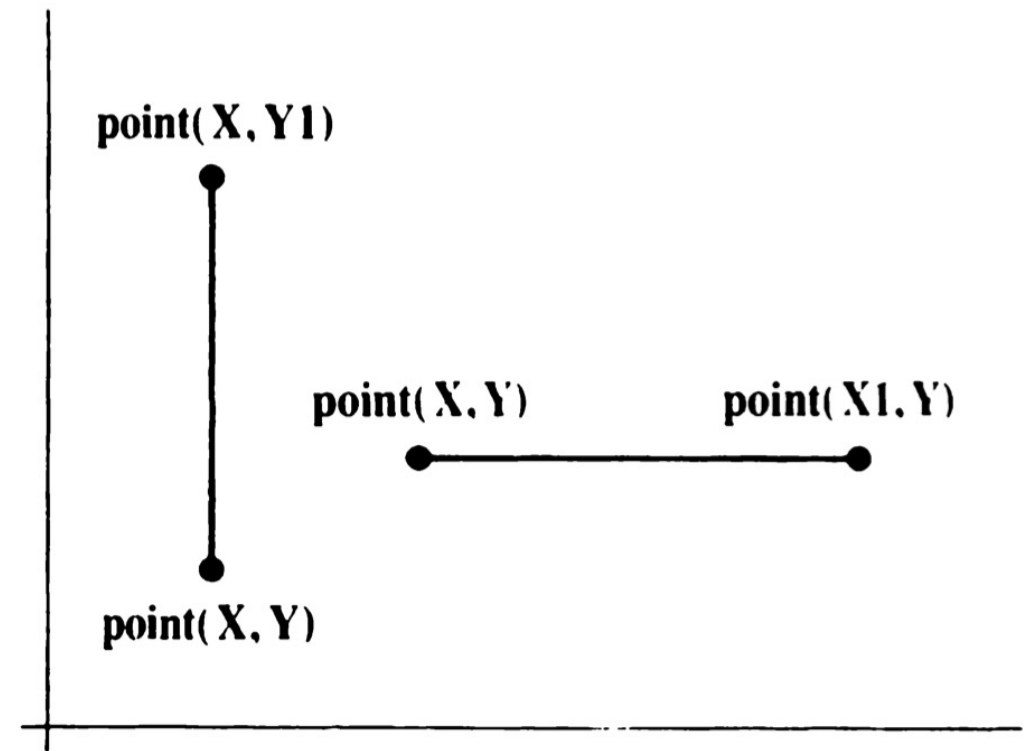 point(X, Y1)
point(X, Y)
point(X1, Y)
point(X, Y)